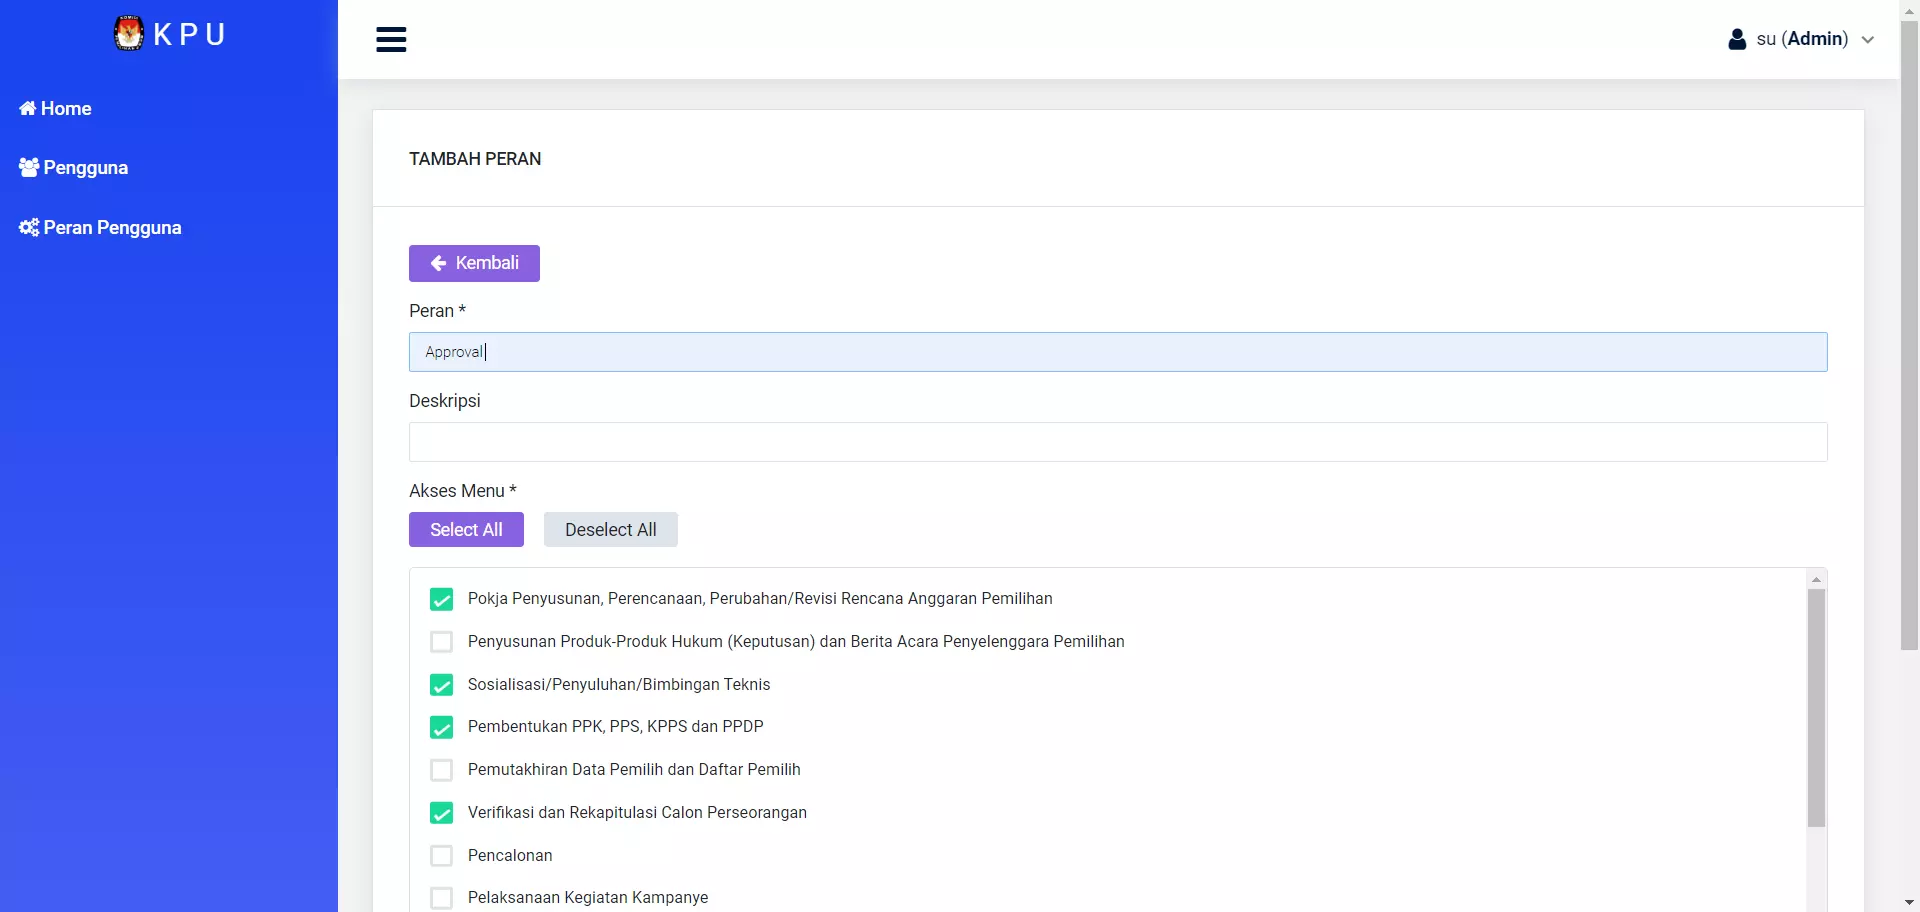 KPU
su (Admin)
Home
Pengguna
Peran Pengguna
TAMBAH PERAN
Kembali
Peran *
Approval
Deskripsi
Akses Menu *
Select All
Deselect All
Pokja Penyusunan, Perencanaan, Perubahan/Revisi Rencana Anggaran Pemilihan
Penyusunan Produk-Produk Hukum (Keputusan) dan Berita Acara Penyelenggara Pemilihan
Sosialisasi/Penyuluhan/Bimbingan Teknis
Pembentukan PPK, PPS, KPPS dan PPDP
Pemutakhiran Data Pemilih dan Daftar Pemilih
Verifikasi dan Rekapitulasi Calon Perseorangan
Pencalonan
Pelaksanaan Kegiatan Kampanye